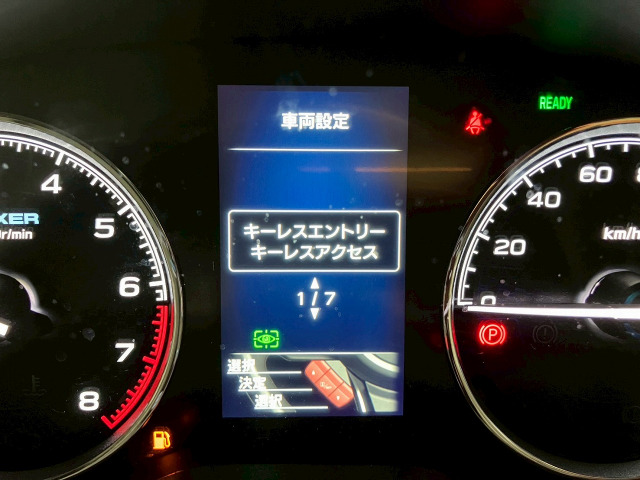 READY
車両設定
キーレスエントリー
キーレスアクセス
1/7
選択
決定
選択
XER
r/min
4
5
6
7
8
0
20
40
60
km/h
P